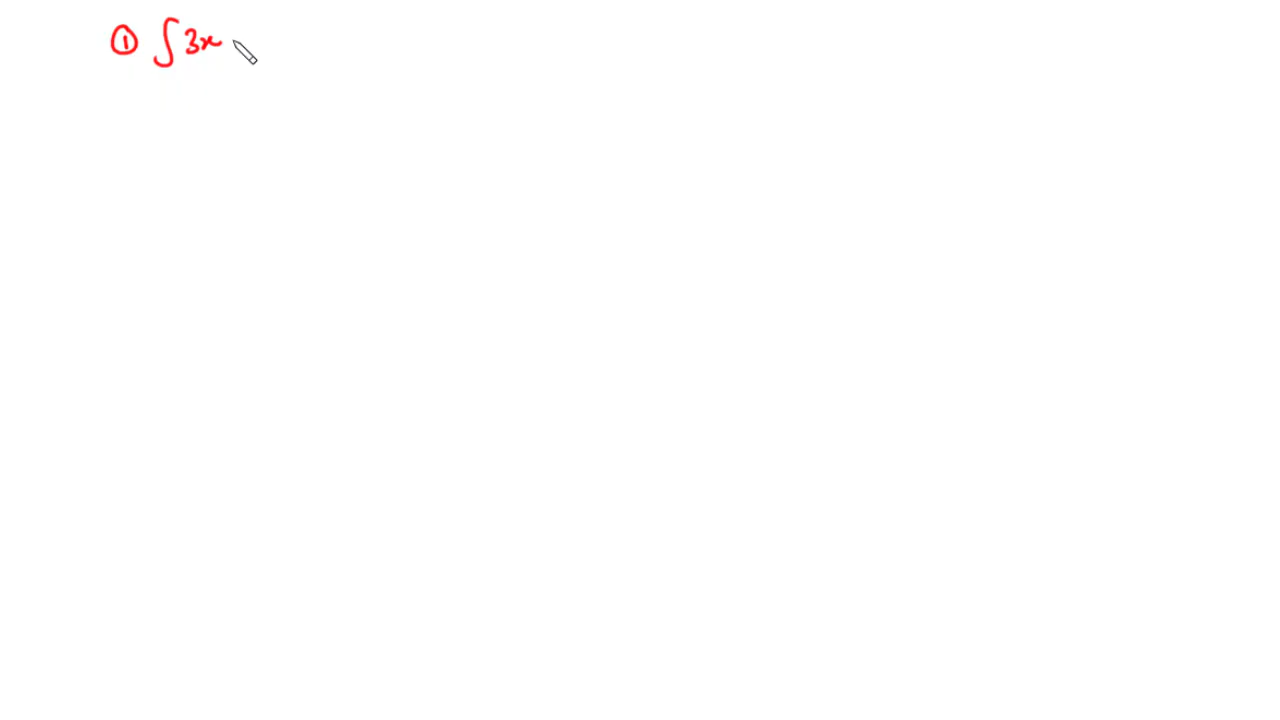 ① ∫ 3x